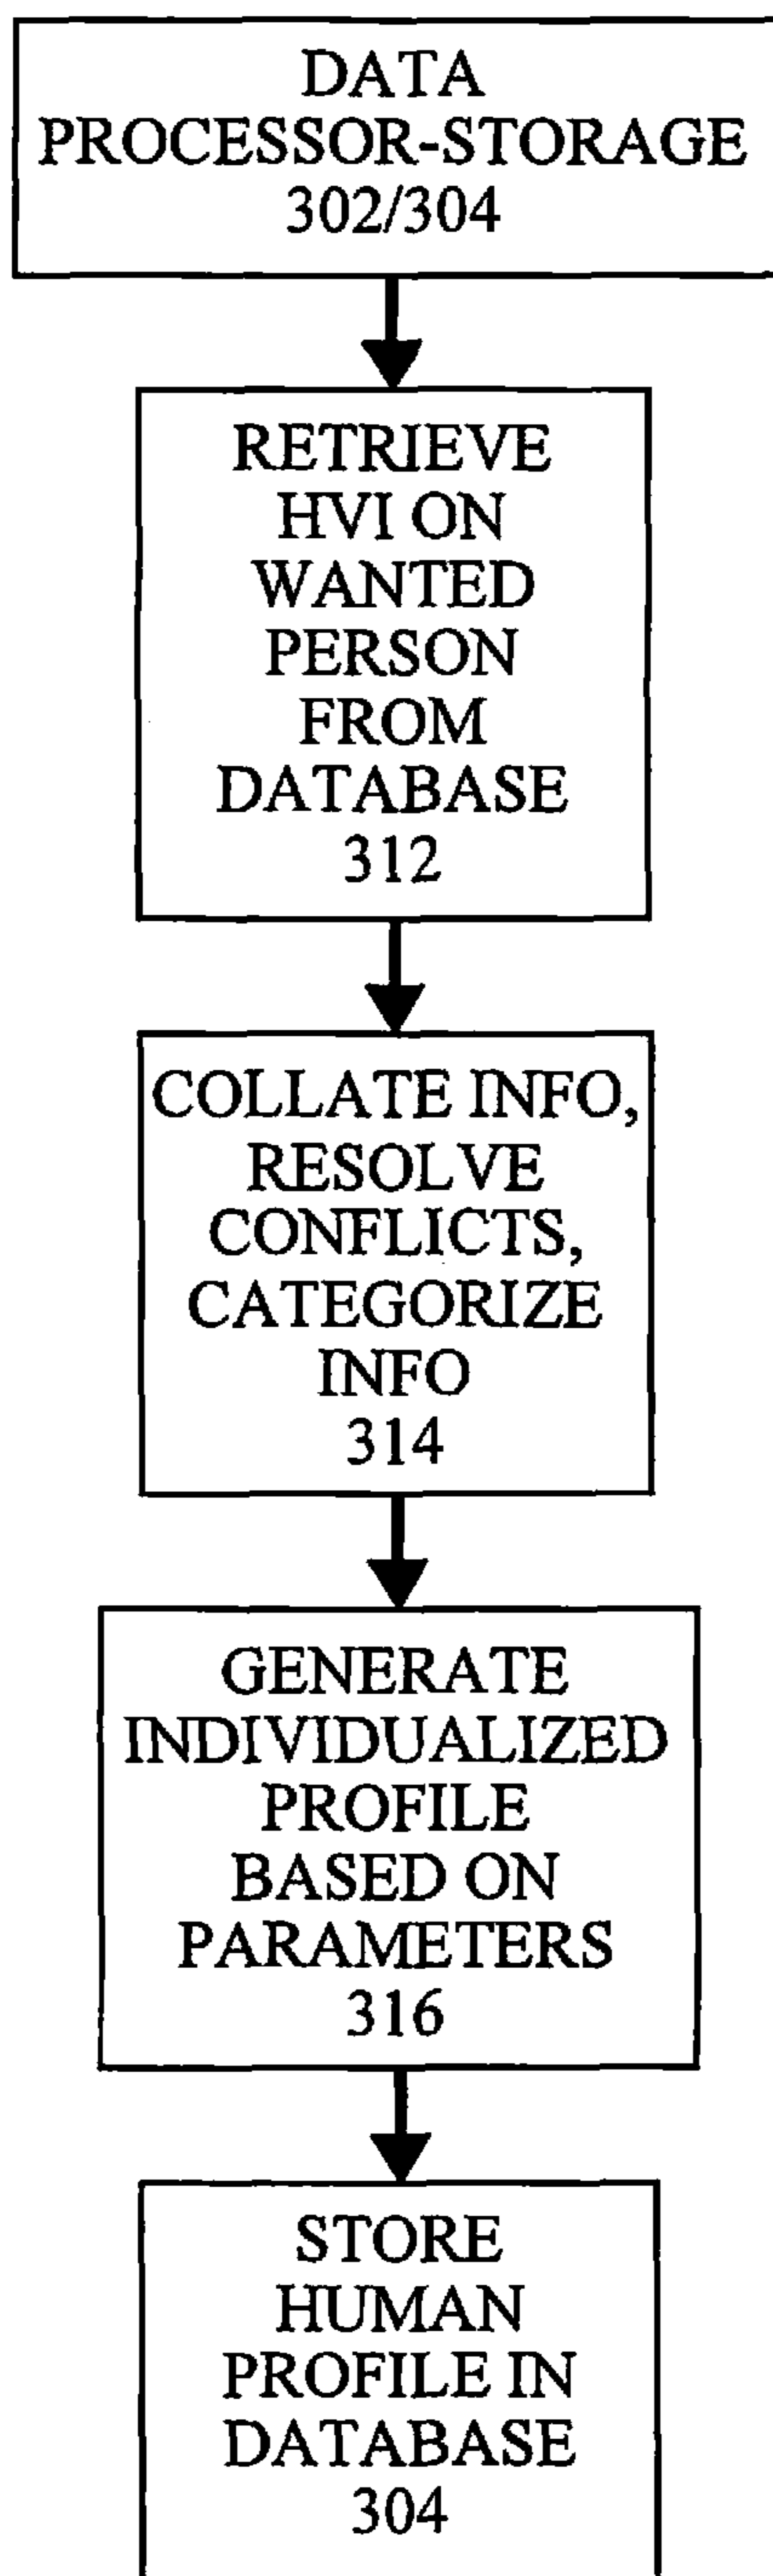 DATA
PROCESSOR-STORAGE
302/304
RETRIEVE
HVI ON
WANTED
PERSON
FROM
DATABASE
312
COLLATE INFO,
RESOLVE
CONFLICTS,
CATEGORIZE
INFO
314
GENERATE
INDIVIDUALIZED
PROFILE
BASED ON
PARAMETERS
316
STORE
HUMAN
PROFILE IN
DATABASE
304